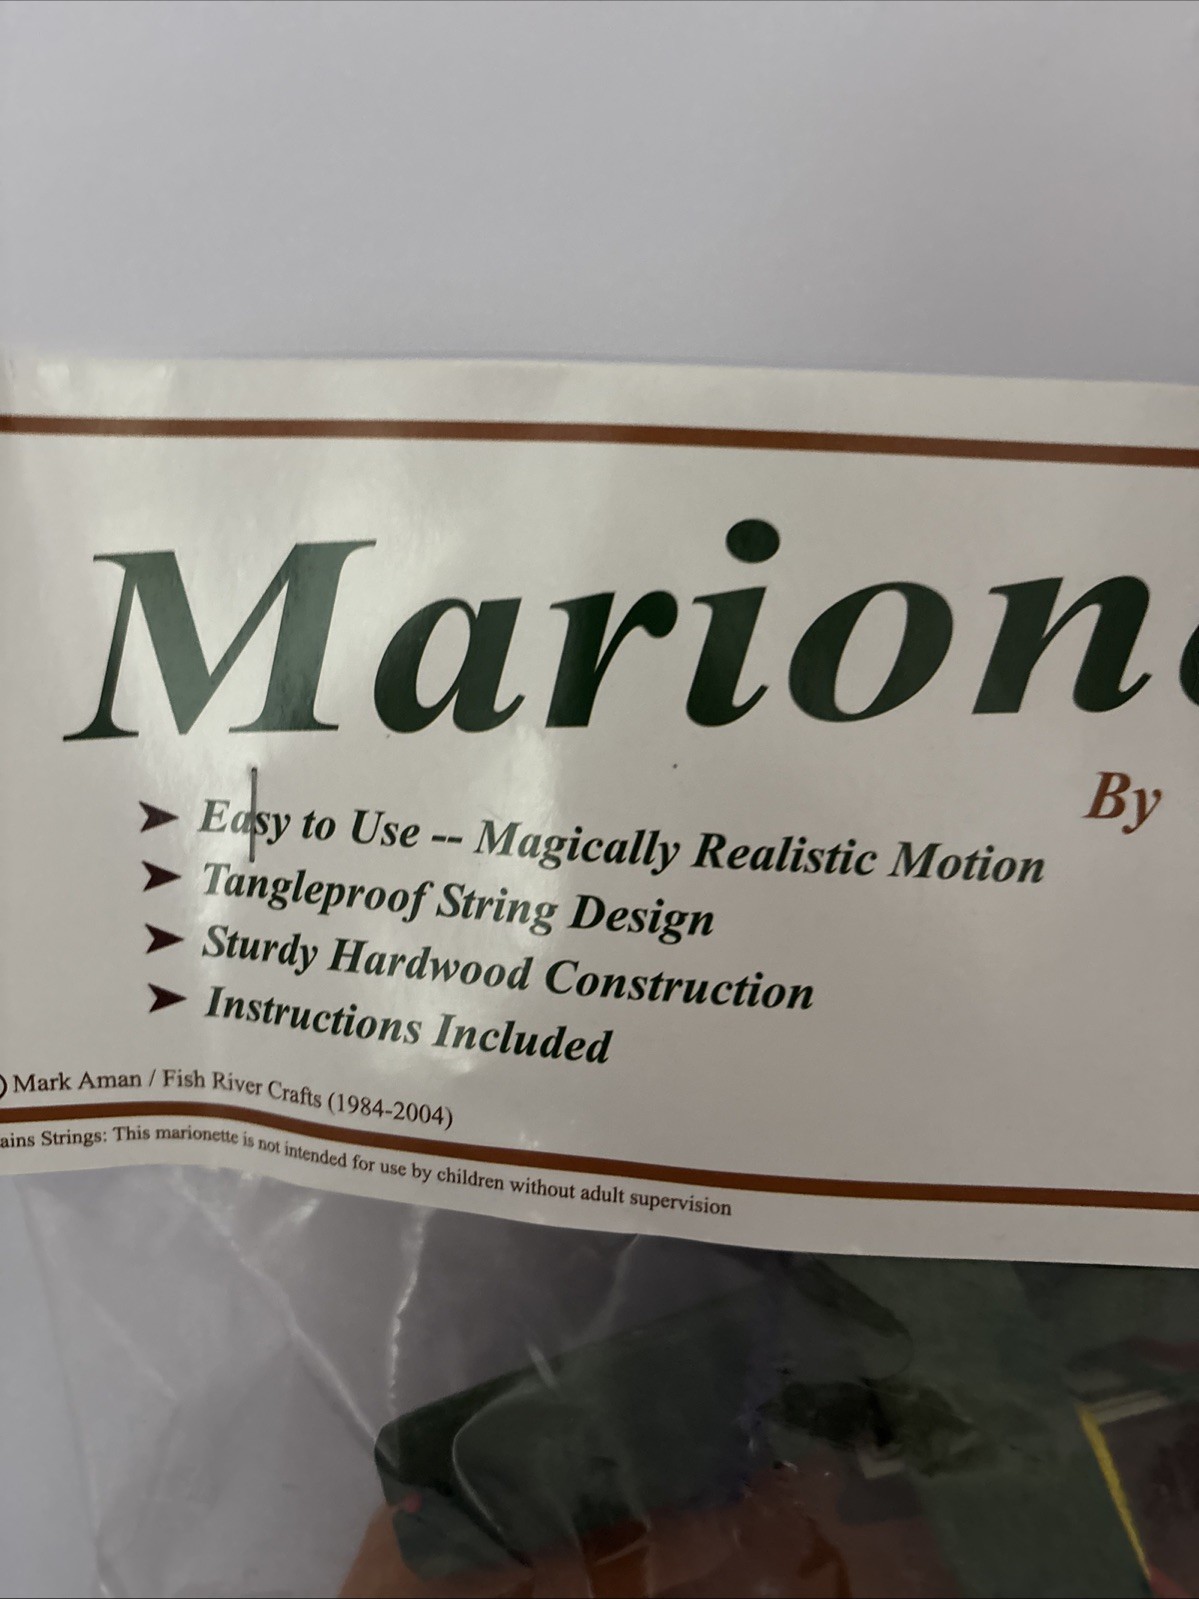 Marion
By
➤ Easy to Use -- Magically Realistic Motion
➤ Tangleproof String Design
➤ Sturdy Hardwood Construction
➤ Instructions Included
) Mark Aman / Fish River Crafts (1984-2004)
ains Strings: This marionette is not intended for use by children without adult supervision